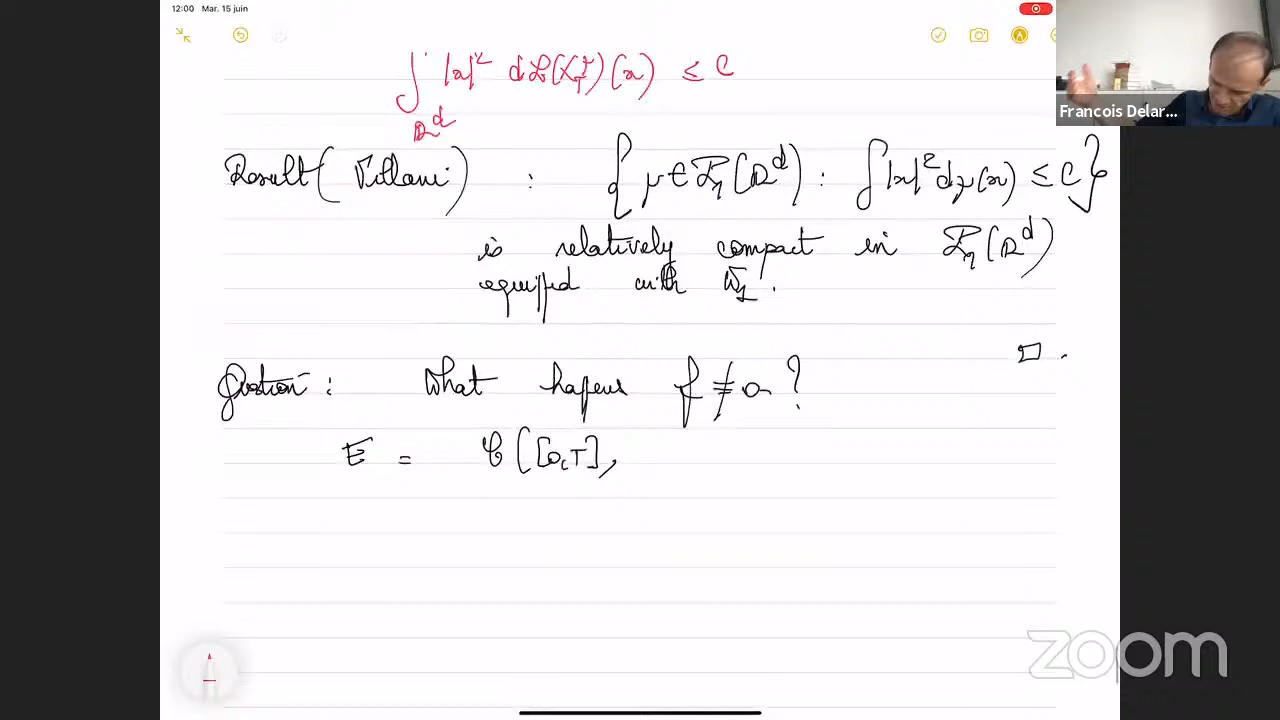 12:00 Mar. 15 juin
∫_{ℝ^d} |x|² dℒ(X_T^γ)(x) ≤ C
Francois Delar...
Result (Villani) : { μ ∈ 𝒫_1(ℝ^d) : ∫ |x|² dμ(x) ≤ C }
is relatively compact in 𝒫_1(ℝ^d)
equipped with W_1.
□.
Question: What happens f ≠ 0 ?
E = 𝒞([0,T],
zoom